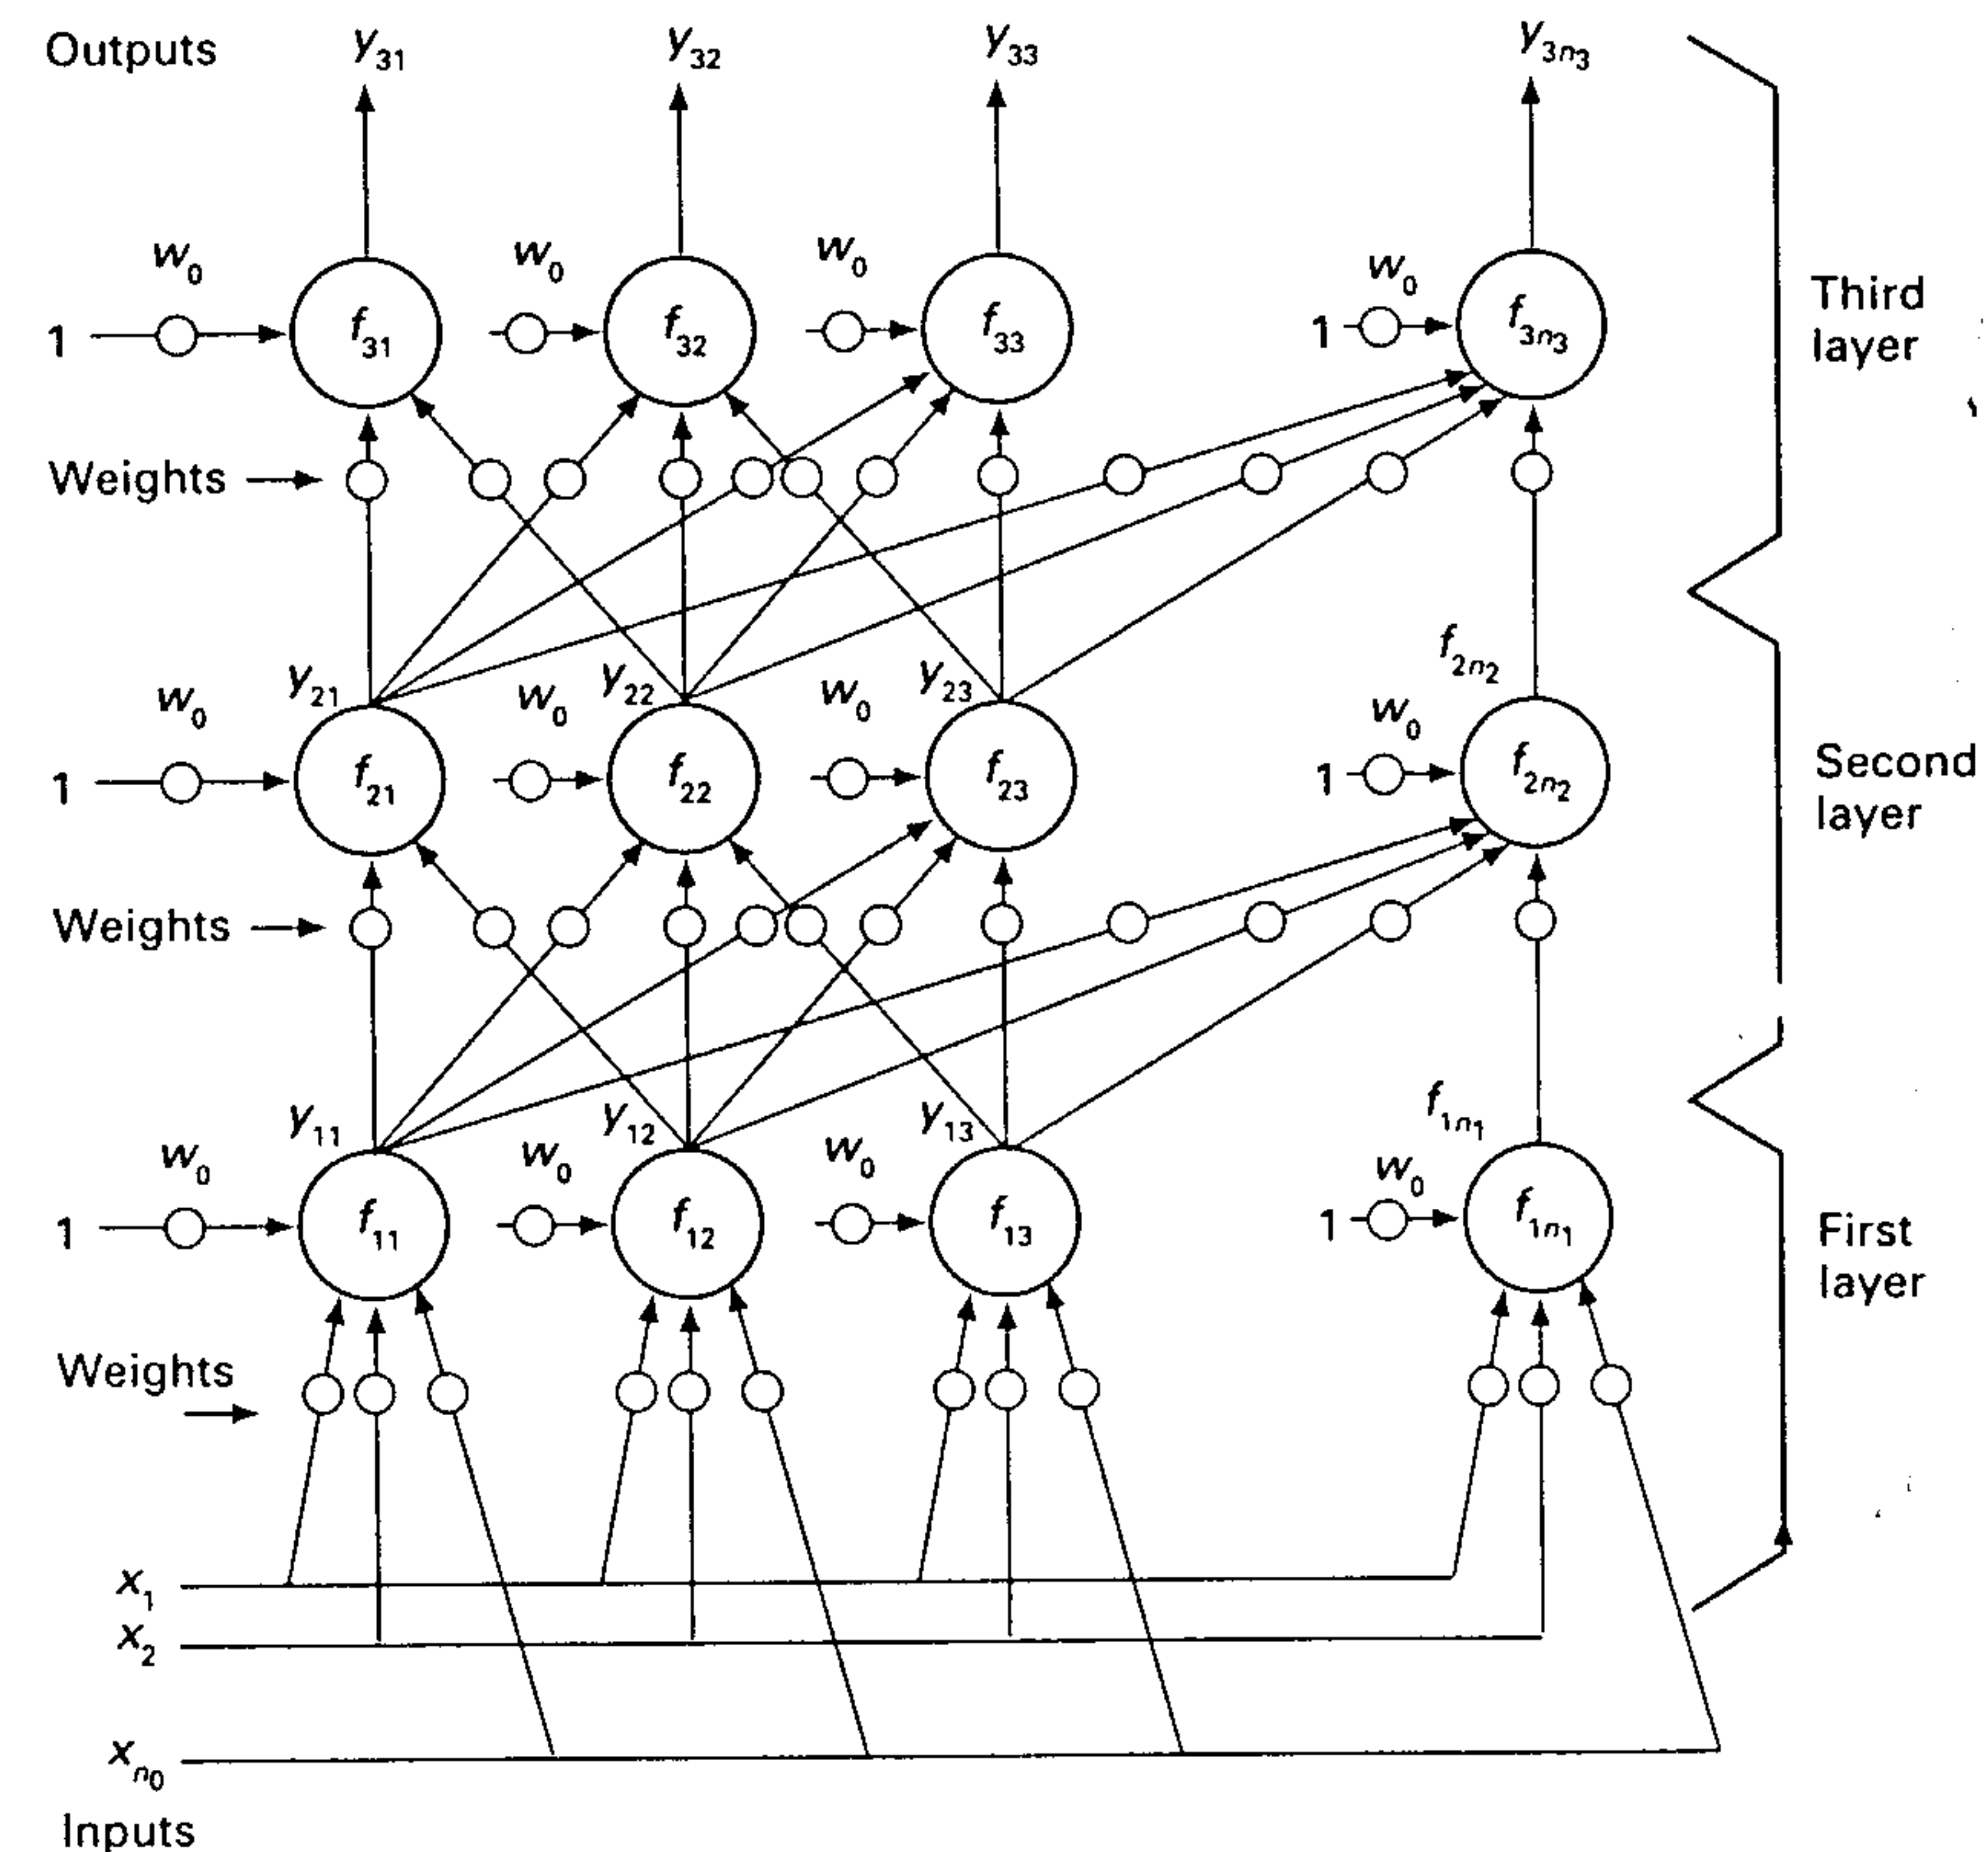 Outputs y₃₁ y₃₂ y₃₃ y₃ₙ₃
w₀ w₀ w₀ w₀
1 f₃₁ f₃₂ f₃₃ 1 f₃ₙ₃
Third
layer
Weights
y₂₁ y₂₂ y₂₃ f₂ₙ₂
w₀ w₀ w₀ w₀
1 f₂₁ f₂₂ f₂₃ 1 f₂ₙ₂
Second
layer
Weights
y₁₁ y₁₂ y₁₃ f₁ₙ₁
w₀ w₀ w₀ w₀
1 f₁₁ f₁₂ f₁₃ 1 f₁ₙ₁
First
layer
Weights
x₁
x₂
xₙ₀
Inputs